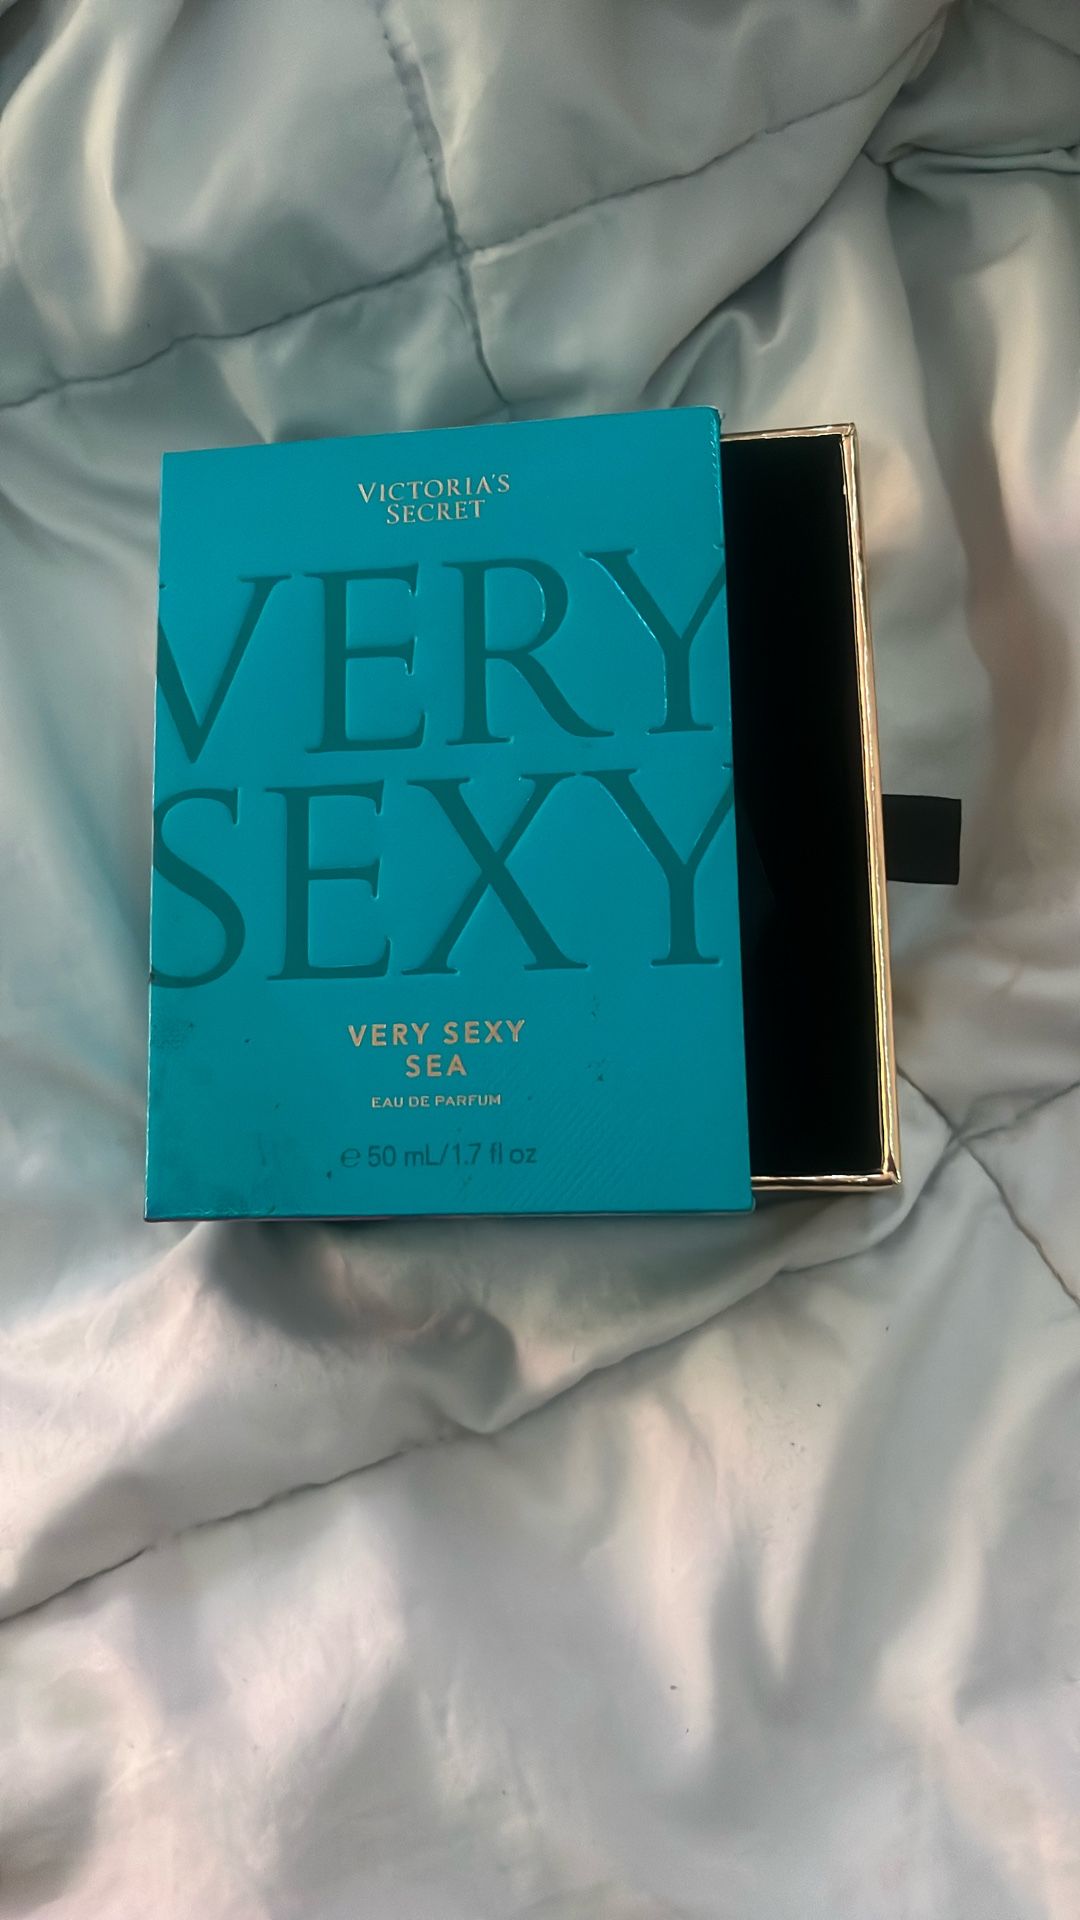 VICTORIA'S
SECRET
VERY
SEXY
VERY SEXY
SEA
EAU DE PARFUM
℮ 50 mL/1.7 fl oz